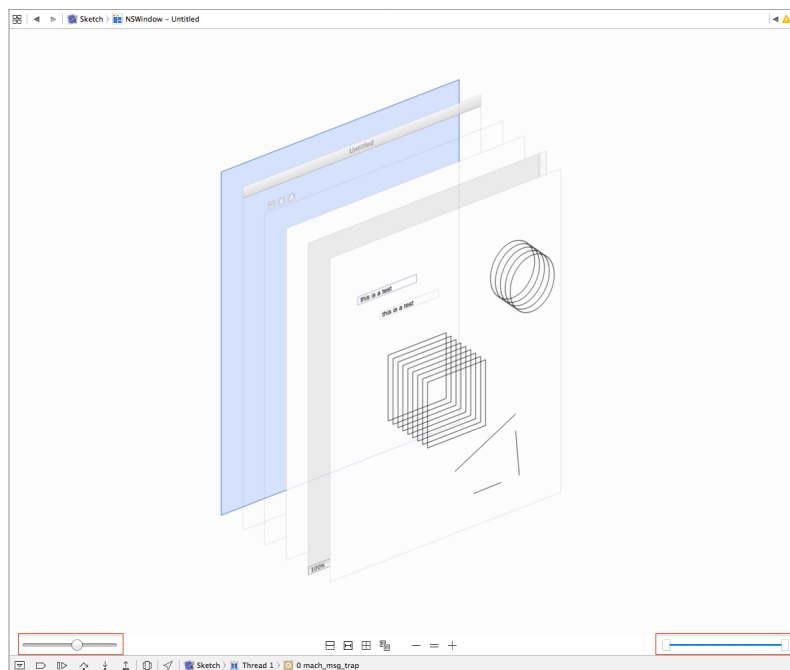 Sketch NSWindow – Untitled
Untitled
this is a test
this is a test
100%
Sketch Thread 1 0 mach_msg_trap